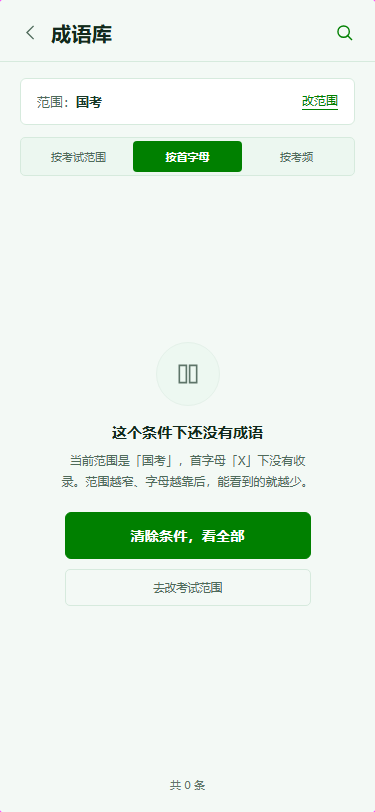 成语库
范围：国考
改范围
按考试范围
按首字母
按考频
这个条件下还没有成语
当前范围是「国考」，首字母「X」下没有收
录。范围越窄、字母越靠后，能看到的就越少。
清除条件，看全部
去改考试范围
共 0 条